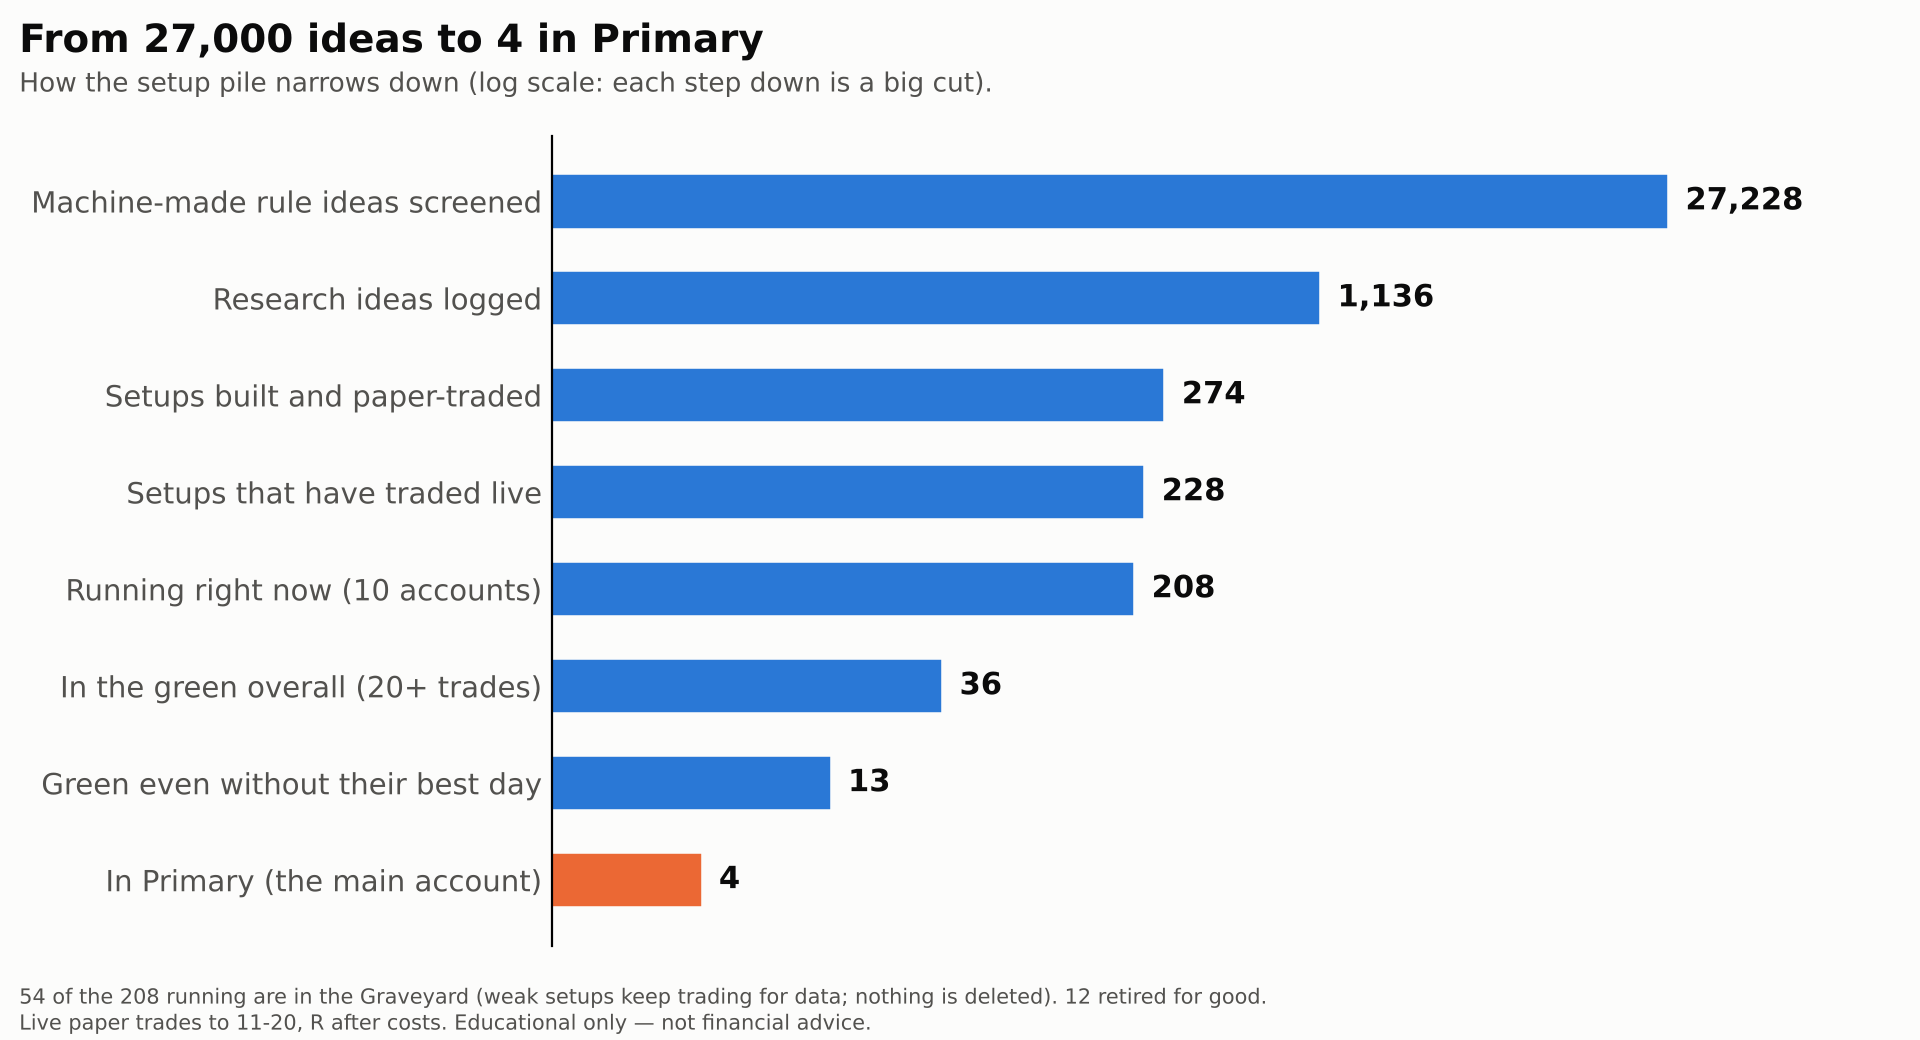 From 27,000 ideas to 4 in Primary
How the setup pile narrows down (log scale: each step down is a big cut).
Machine-made rule ideas screened 27,228
Research ideas logged 1,136
Setups built and paper-traded 274
Setups that have traded live 228
Running right now (10 accounts) 208
In the green overall (20+ trades) 36
Green even without their best day 13
In Primary (the main account) 4
54 of the 208 running are in the Graveyard (weak setups keep trading for data; nothing is deleted). 12 retired for good.
Live paper trades to 11-20, R after costs. Educational only — not financial advice.